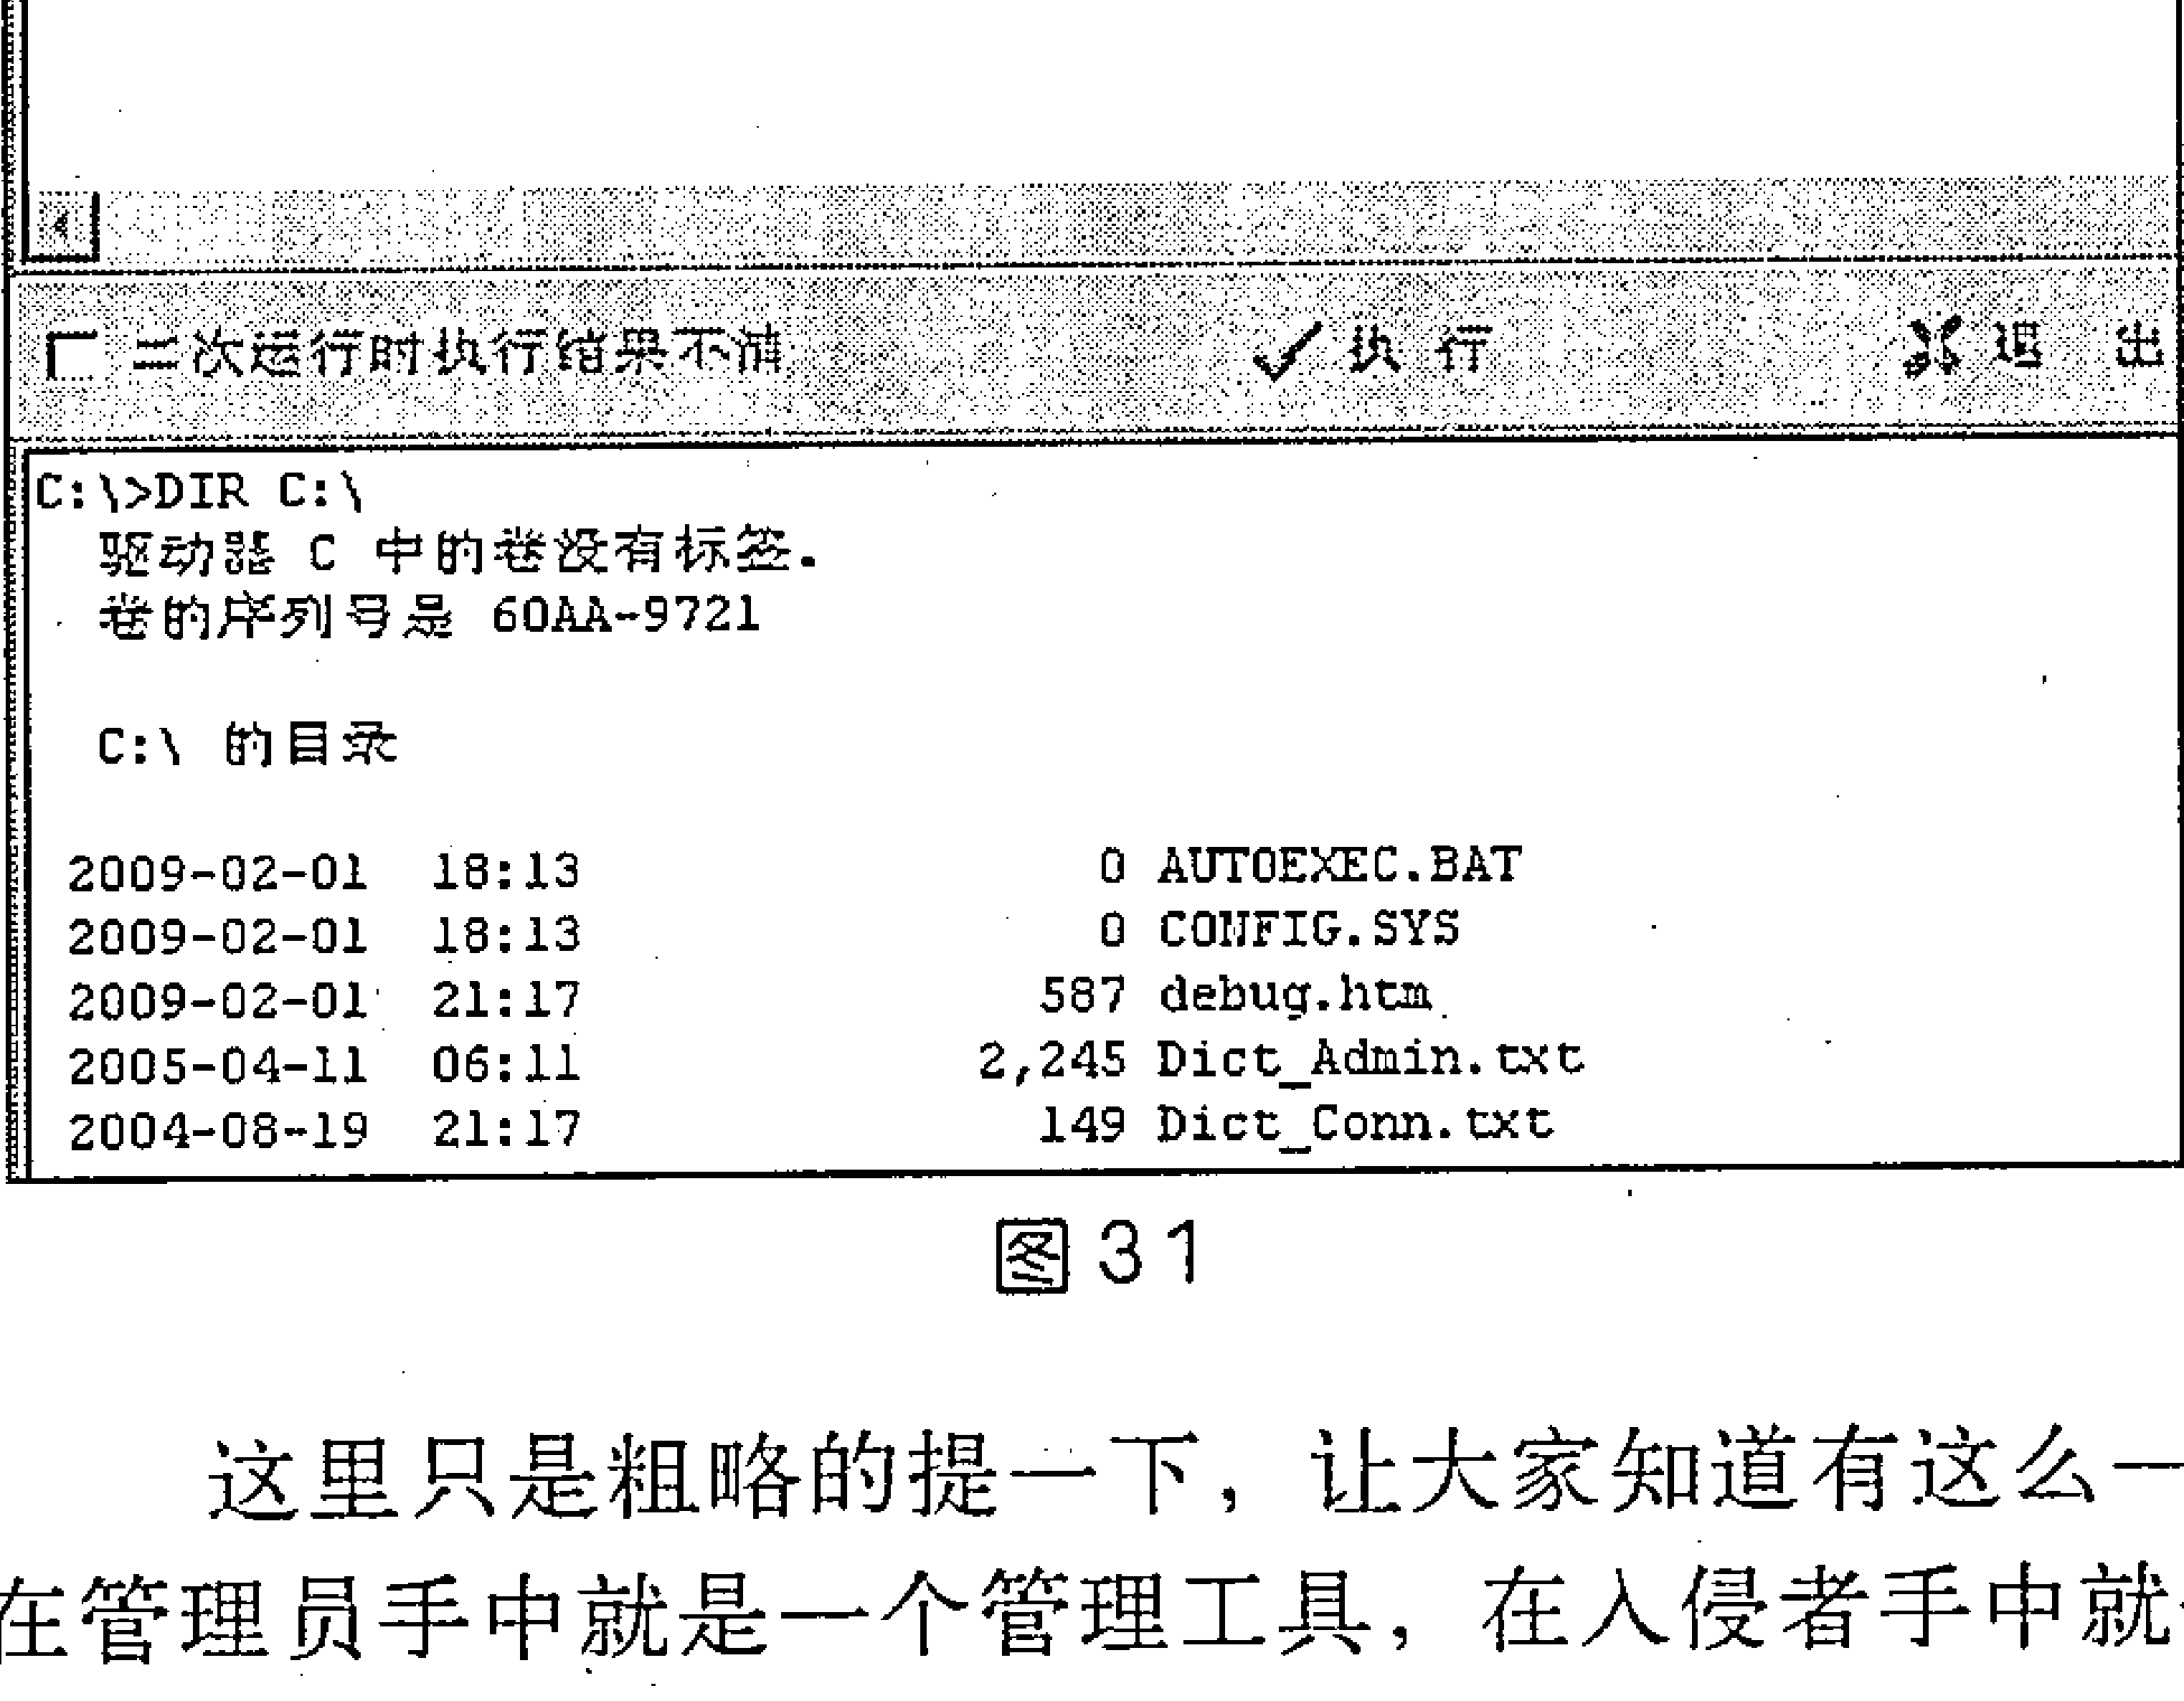 三次运行时执行结果不清 执 行 退 出
C:\>DIR C:\
驱动器 C 中的卷没有标签.
卷的序列号是 60AA-9721
C:\ 的目录
2009-02-01 18:13 0 AUTOEXEC.BAT
2009-02-01 18:13 0 CONFIG.SYS
2009-02-01 21:17 587 debug.htm
2005-04-11 06:11 2,245 Dict_Admin.txt
2004-08-19 21:17 149 Dict_Conn.txt
图31
这里只是粗略的提一下，让大家知道有这么一
在管理员手中就是一个管理工具，在入侵者手中就